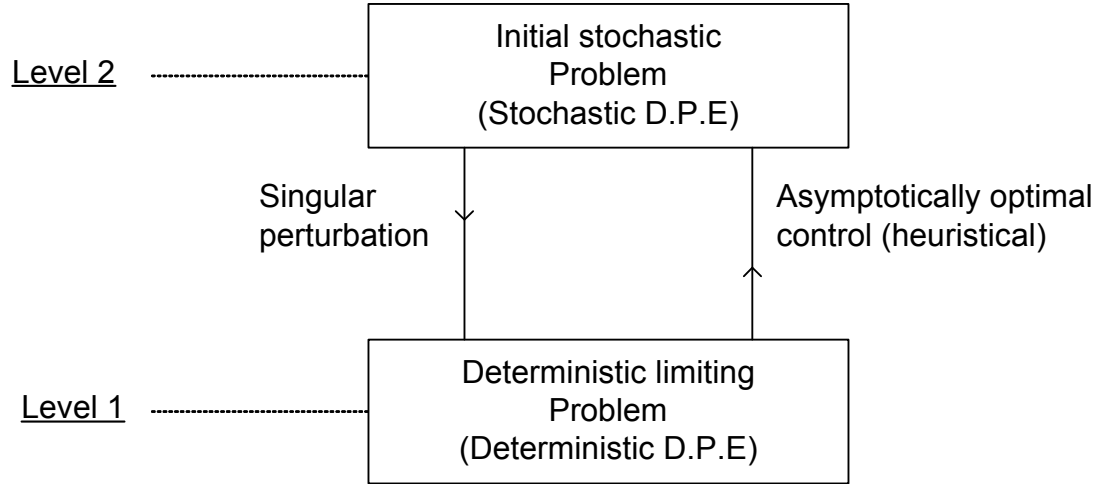 Initial stochastic
Problem
(Stochastic D.P.E)
Level 2
Singular
perturbation
Asymptotically optimal
control (heuristical)
Deterministic limiting
Problem
(Deterministic D.P.E)
Level 1